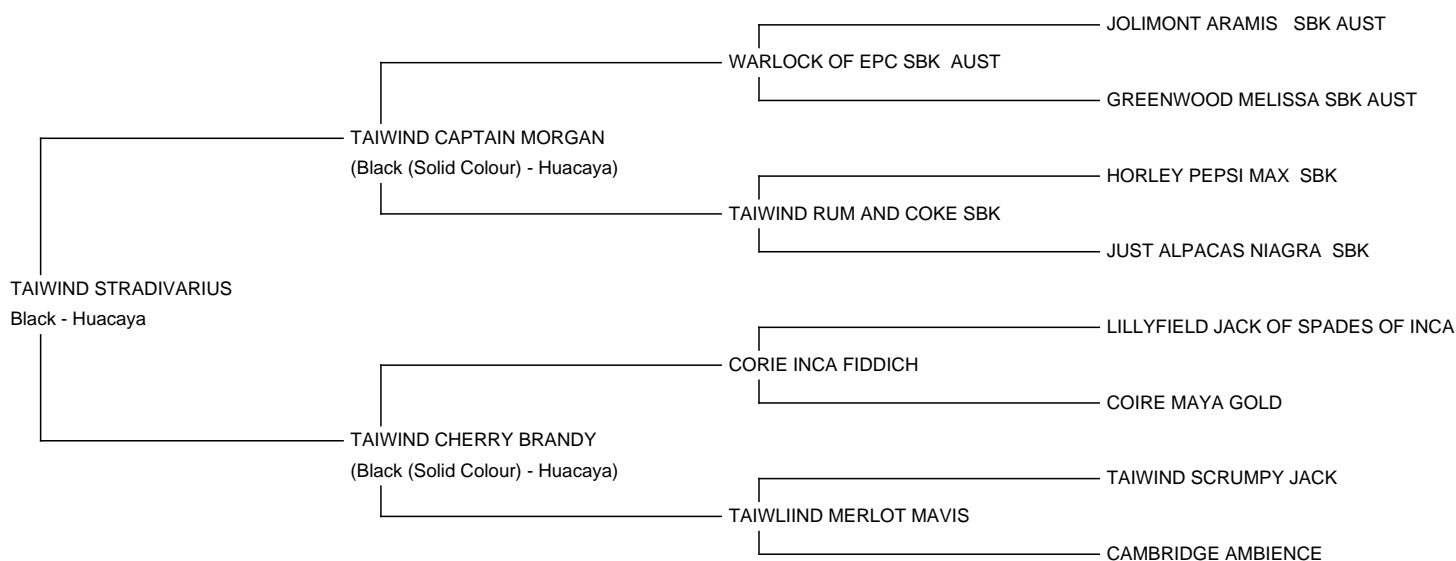 JOLIMONT ARAMIS SBK AUST
WARLOCK OF EPC SBK AUST
GREENWOOD MELISSA SBK AUST
TAIWIND CAPTAIN MORGAN
(Black (Solid Colour) - Huacaya)
HORLEY PEPSI MAX SBK
TAIWIND RUM AND COKE SBK
JUST ALPACAS NIAGRA SBK
TAIWIND STRADIVARIUS
Black - Huacaya
LILLYFIELD JACK OF SPADES OF INCA
CORIE INCA FIDDICH
COIRE MAYA GOLD
TAIWIND CHERRY BRANDY
(Black (Solid Colour) - Huacaya)
TAIWIND SCRUMPY JACK
TAIWLIIND MERLOT MAVIS
CAMBRIDGE AMBIENCE